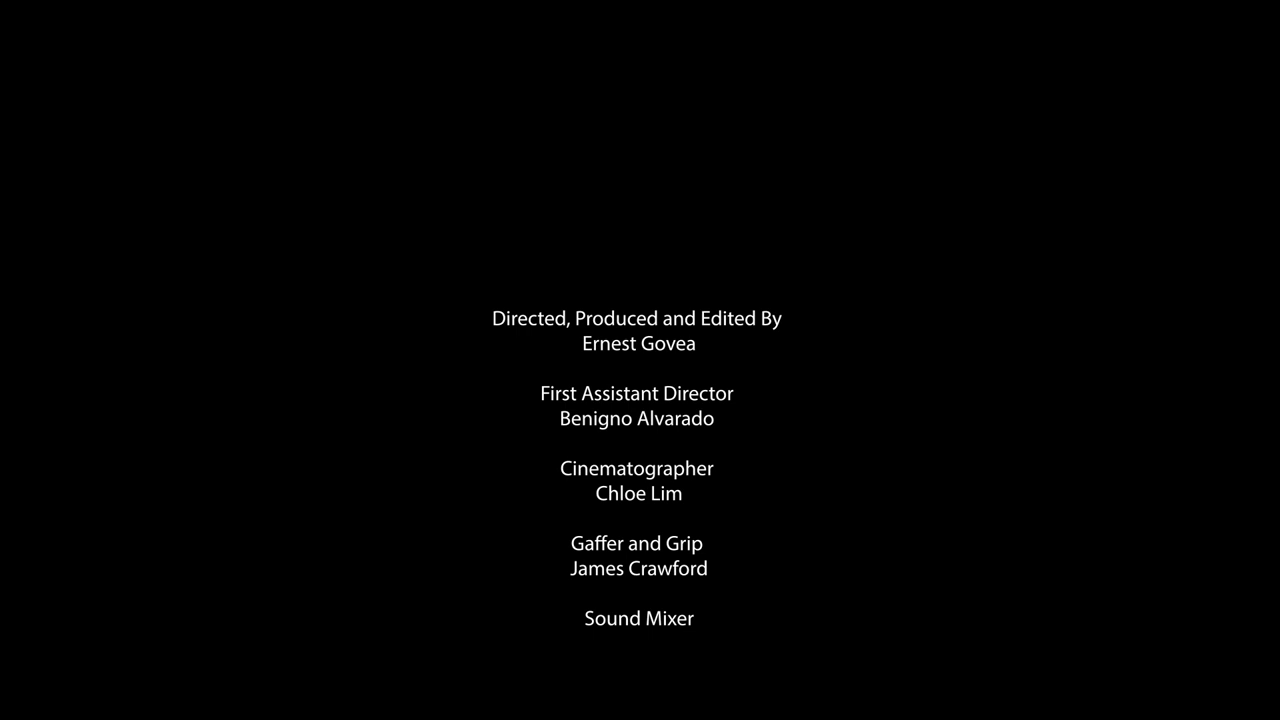 Directed, Produced and Edited By
Ernest Govea
First Assistant Director
Benigno Alvarado
Cinematographer
Chloe Lim
Gaffer and Grip
James Crawford
Sound Mixer